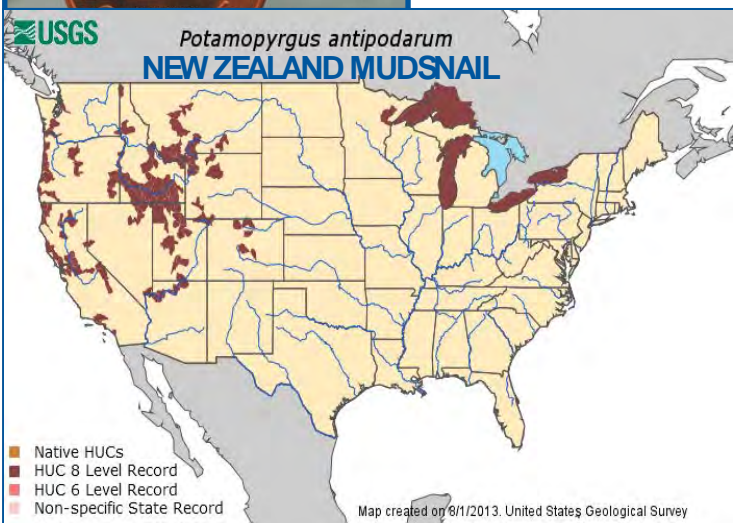 USGS
Potamopyrgus antipodarum
NEW ZEALAND MUDSNAIL
Native HUCs
HUC 8 Level Record
HUC 6 Level Record
Non-specific State Record
Map created on 8/1/2013. United States Geological Survey